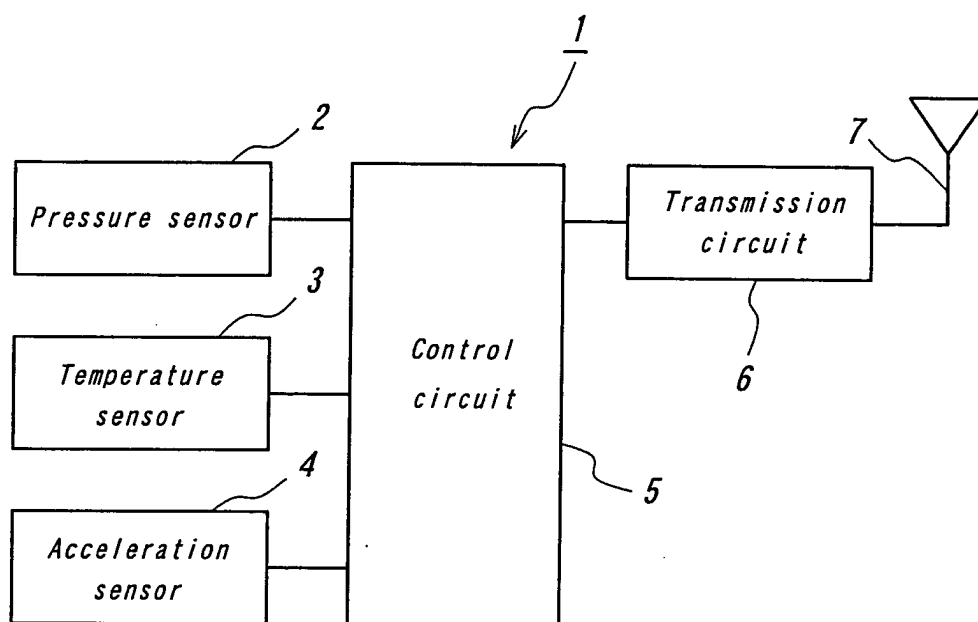 1
2
Pressure sensor
3
Temperature
sensor
4
Acceleration
sensor
Control
circuit
5
Transmission
circuit
6
7